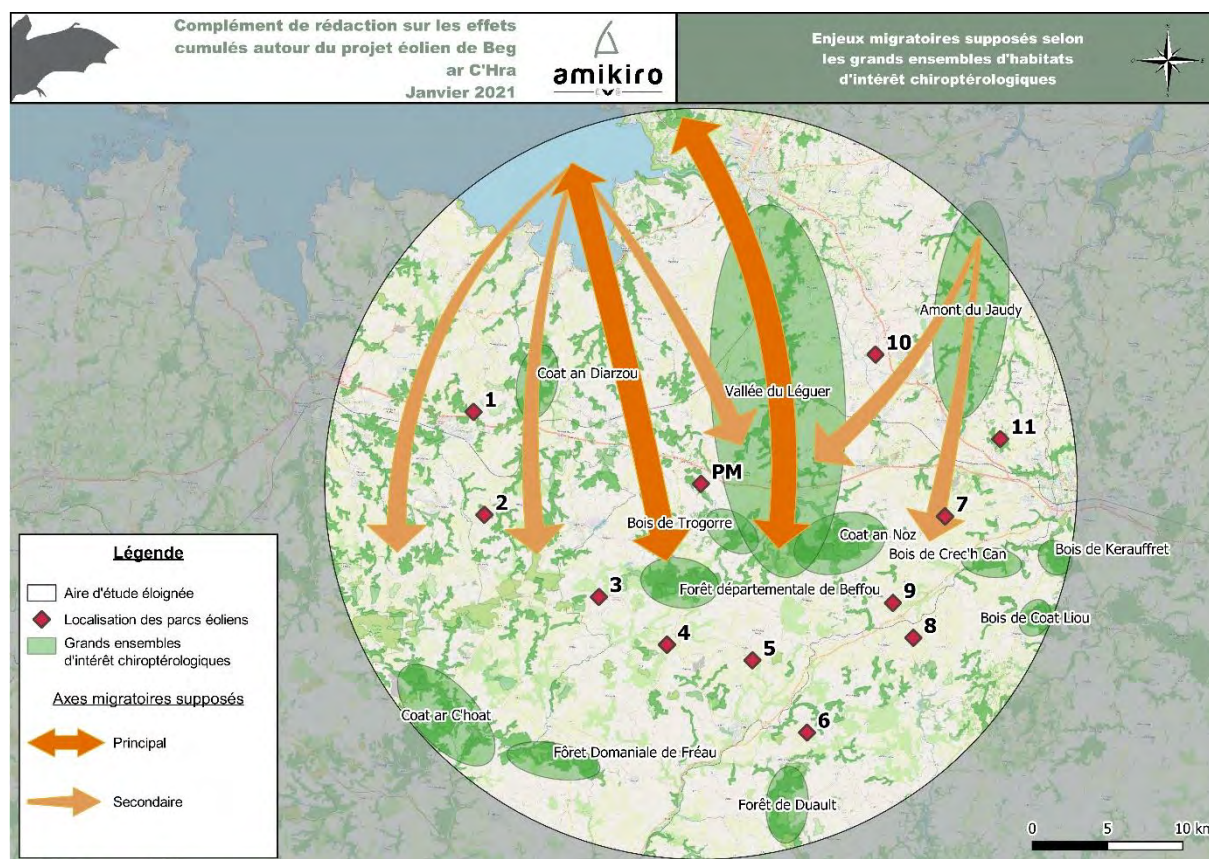 Complément de rédaction sur les effets
cumulés autour du projet éolien de Beg
ar C'Hra
Janvier 2021
amikiro
Enjeux migratoires supposés selon
les grands ensembles d'habitats
d'intérêt chiroptérologiques
Amont du Jaudy
10
Coat an Diarzou
Vallée du Léguer
1
11
PM
2
7
Bois de Trogorre
Coat an Noz
Bois de Crec'h Can
Bois de Kerauffret
Forêt départementale de Beffou
3
9
Bois de Coat Liou
4
8
5
Coat ar C'hoat
6
Fôret Domaniale de Fréau
Forêt de Duault
Légende
Aire d'étude éloignée
Localisation des parcs éoliens
Grands ensembles
d'intérêt chiroptérologiques
Axes migratoires supposés
Principal
Secondaire
0 5 10 km